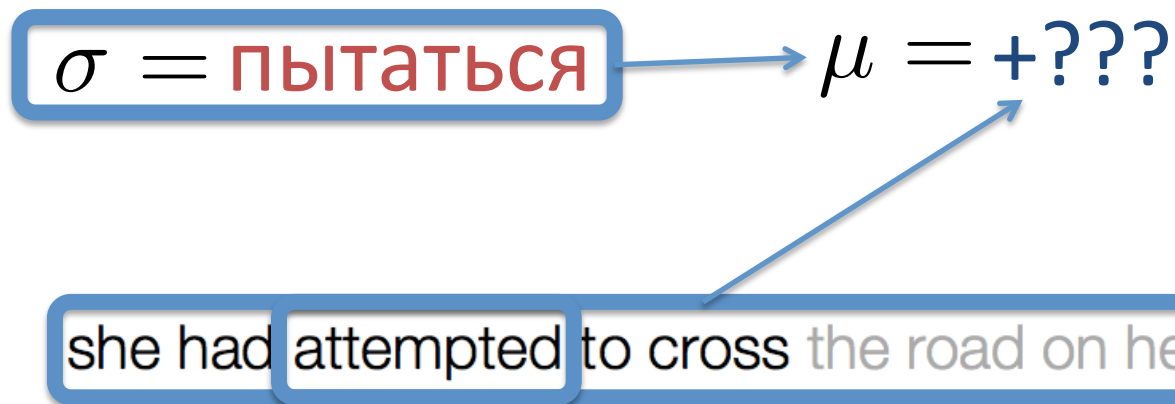 σ = пытаться
μ = +???
she had attempted to cross the road on he